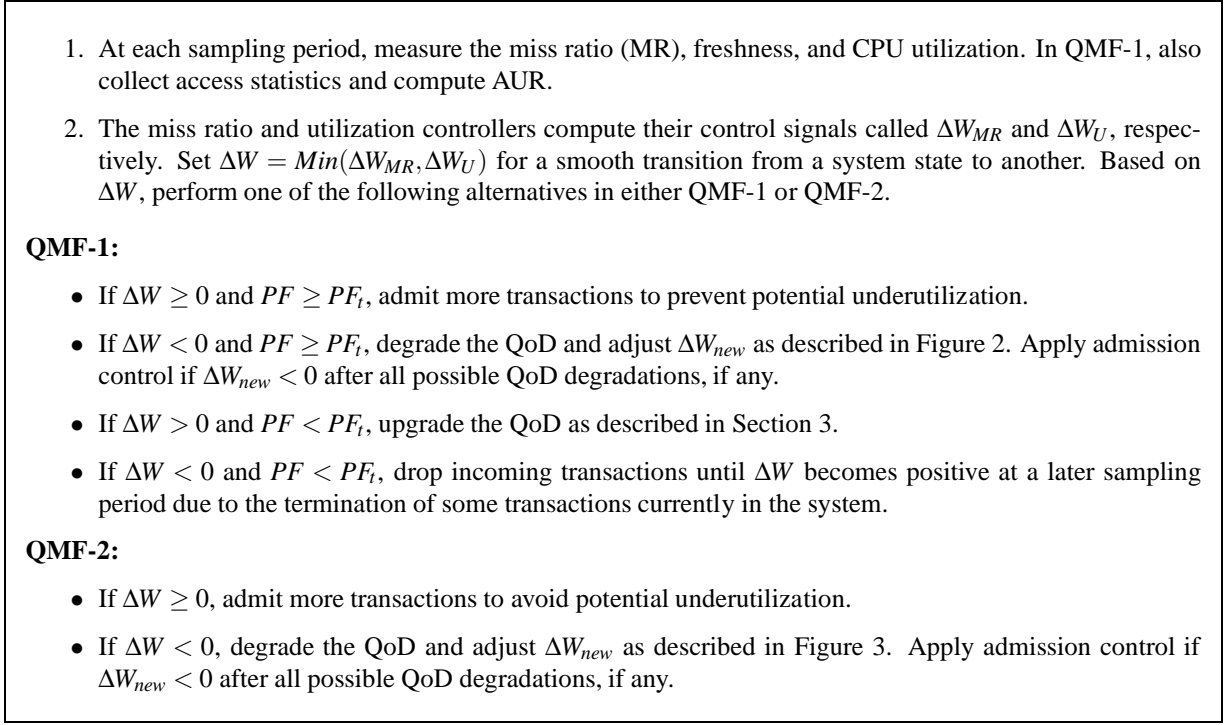 1. At each sampling period, measure the miss ratio (MR), freshness, and CPU utilization. In QMF-1, also
collect access statistics and compute AUR.
2. The miss ratio and utilization controllers compute their control signals called ΔW_MR and ΔW_U, respec-
tively. Set ΔW = Min(ΔW_MR, ΔW_U) for a smooth transition from a system state to another. Based on
ΔW, perform one of the following alternatives in either QMF-1 or QMF-2.
QMF-1:
• If ΔW ≥ 0 and PF ≥ PF_t, admit more transactions to prevent potential underutilization.
• If ΔW < 0 and PF ≥ PF_t, degrade the QoD and adjust ΔW_new as described in Figure 2. Apply admission
control if ΔW_new < 0 after all possible QoD degradations, if any.
• If ΔW > 0 and PF < PF_t, upgrade the QoD as described in Section 3.
• If ΔW < 0 and PF < PF_t, drop incoming transactions until ΔW becomes positive at a later sampling
period due to the termination of some transactions currently in the system.
QMF-2:
• If ΔW ≥ 0, admit more transactions to avoid potential underutilization.
• If ΔW < 0, degrade the QoD and adjust ΔW_new as described in Figure 3. Apply admission control if
ΔW_new < 0 after all possible QoD degradations, if any.